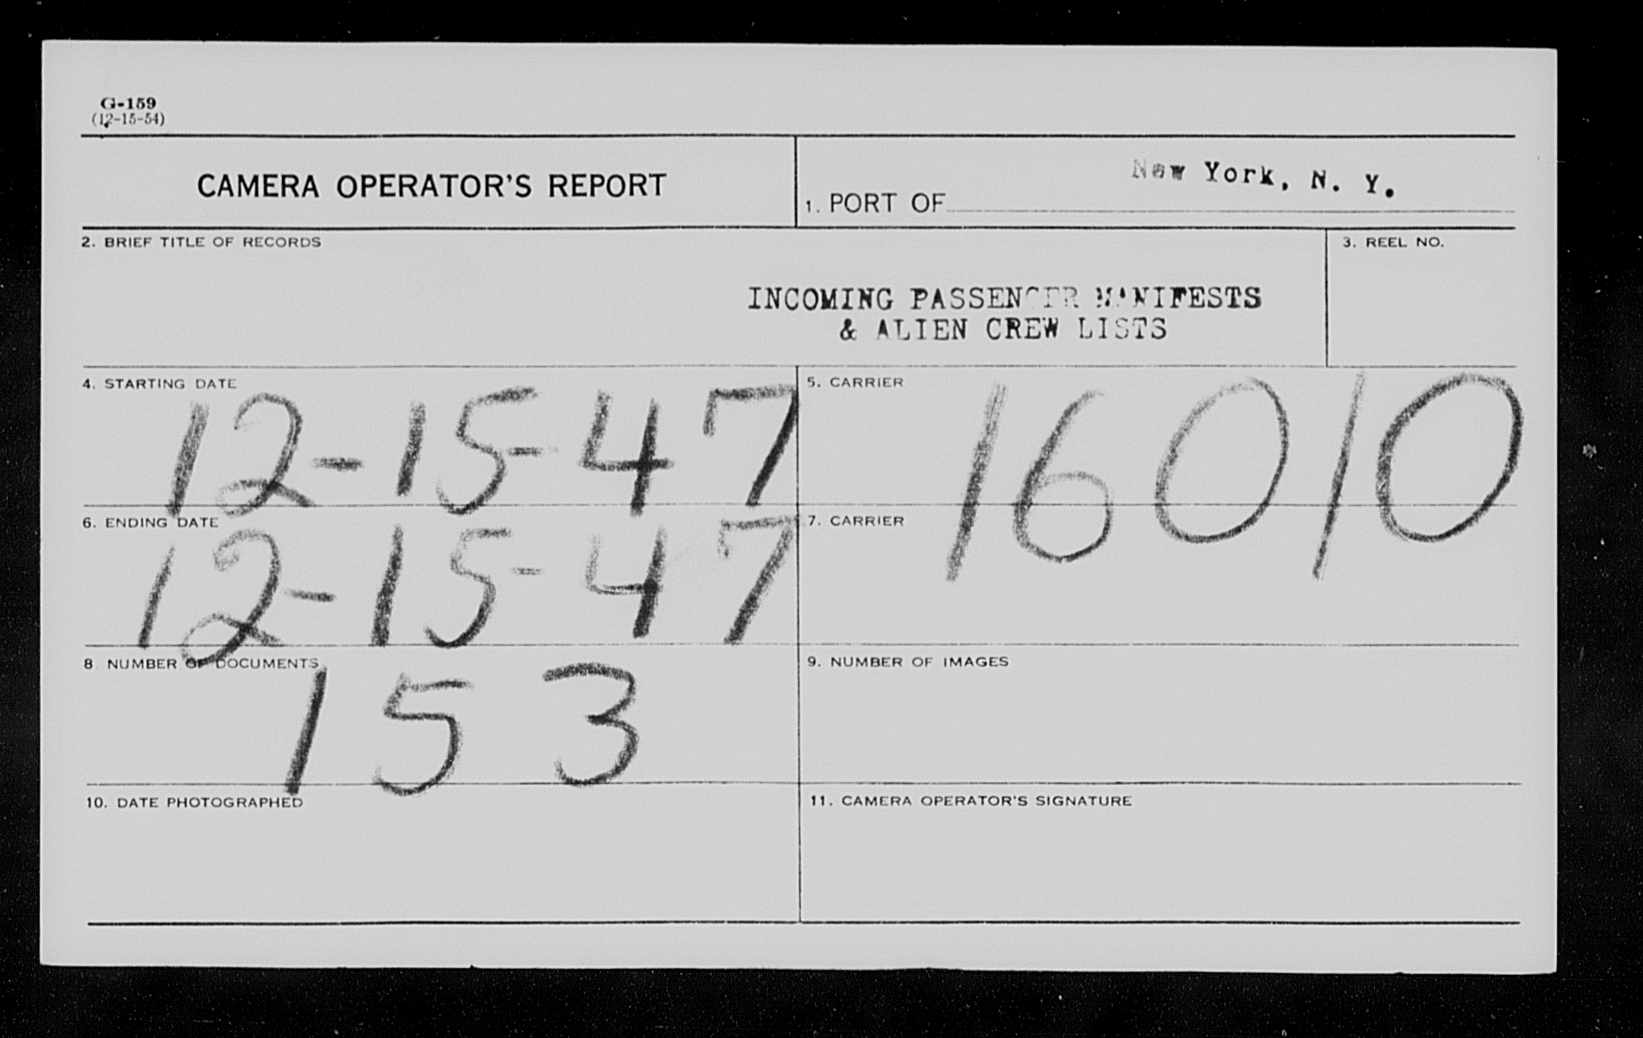 G-159
(12-15-54)
CAMERA OPERATOR'S REPORT
1. PORT OF New York, N. Y.
2. BRIEF TITLE OF RECORDS
INCOMING PASSENGER MANIFESTS
& ALIEN CREW LISTS
3. REEL NO.
4. STARTING DATE
12-15-47
5. CARRIER
16010
6. ENDING DATE
12-15-47
7. CARRIER
8 NUMBER OF DOCUMENTS
153
9. NUMBER OF IMAGES
10. DATE PHOTOGRAPHED
11. CAMERA OPERATOR'S SIGNATURE